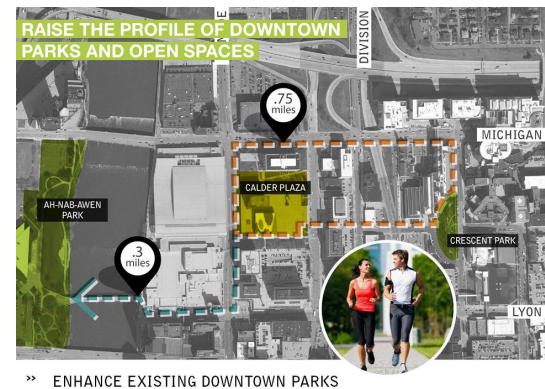 RAISE THE PROFILE OF DOWNTOWN
PARKS AND OPEN SPACES
DIVISION
.75
miles
MICHIGAN
CALDER PLAZA
AH-NAB-AWEN
PARK
CRESCENT PARK
.3
miles
LYON
» ENHANCE EXISTING DOWNTOWN PARKS